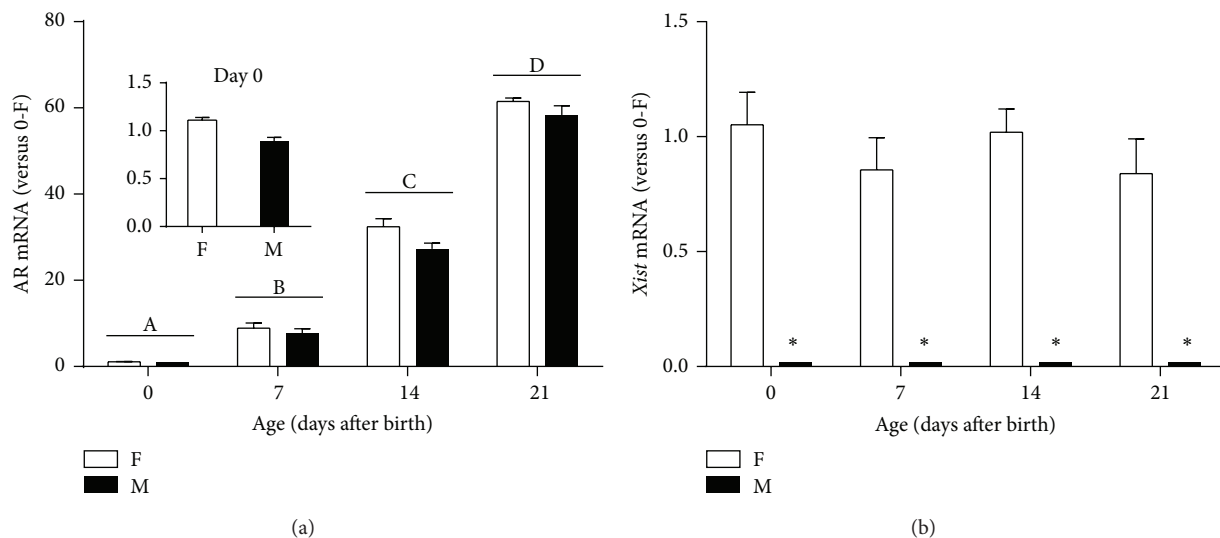 80
60
40
20
0
AR mRNA (versus 0-F)
Day 0
1.5
1.0
0.5
0.0
F
M
A
B
C
D
0
7
14
21
Age (days after birth)
F
M
(a)
1.5
1.0
0.5
0.0
Xist mRNA (versus 0-F)
*
*
*
*
0
7
14
21
Age (days after birth)
F
M
(b)